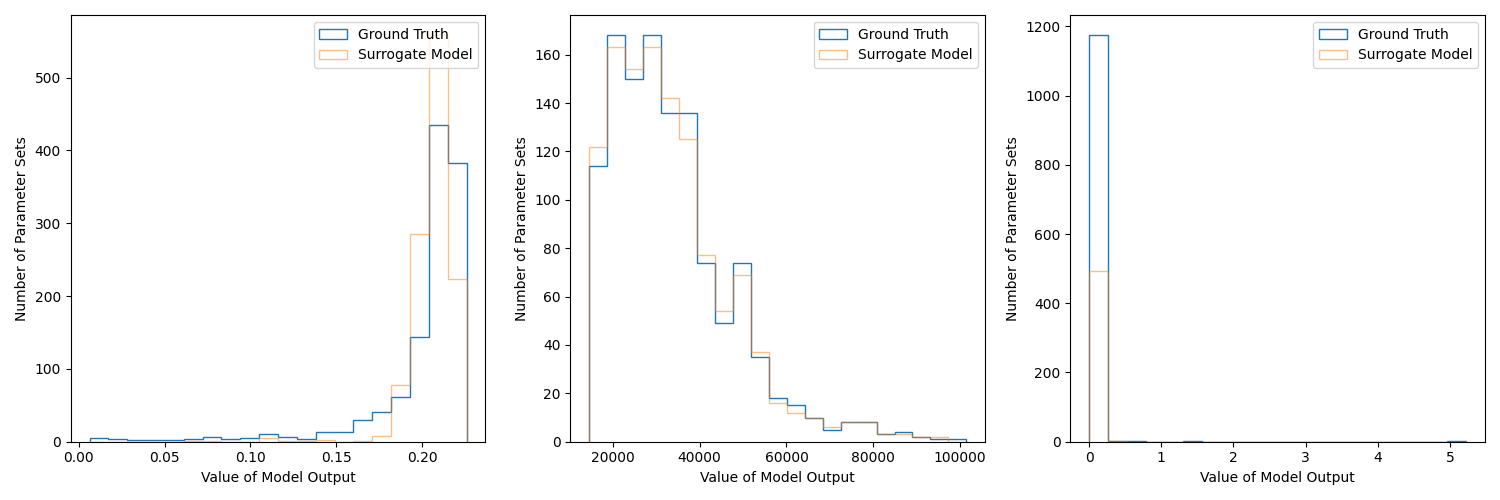 Ground Truth
Surrogate Model
Number of Parameter Sets
500
400
300
200
100
0
0.00 0.05 0.10 0.15 0.20
Value of Model Output
Ground Truth
Surrogate Model
Number of Parameter Sets
160
140
120
100
80
60
40
20
0
20000 40000 60000 80000 100000
Value of Model Output
Ground Truth
Surrogate Model
Number of Parameter Sets
1200
1000
800
600
400
200
0
0 1 2 3 4 5
Value of Model Output